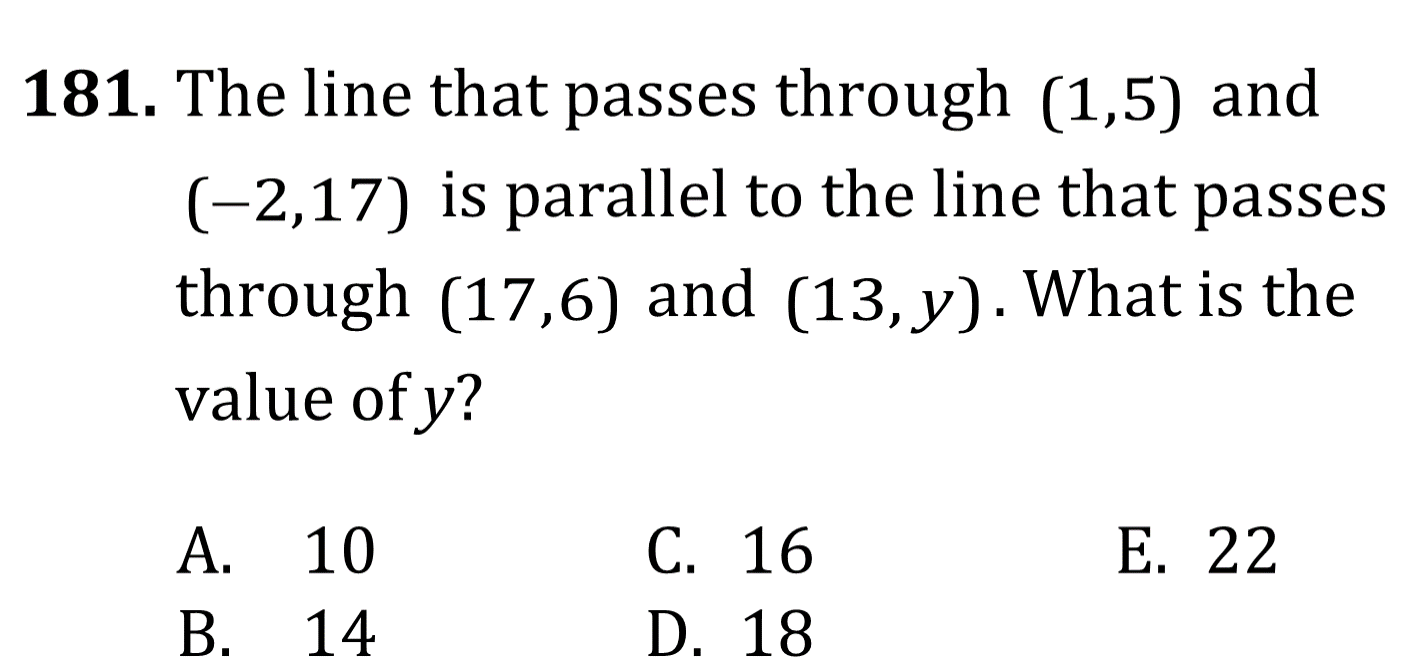 181. The line that passes through (1,5) and
(−2,17) is parallel to the line that passes
through (17,6) and (13, y). What is the
value of y?
A. 10 C. 16 E. 22
B. 14 D. 18